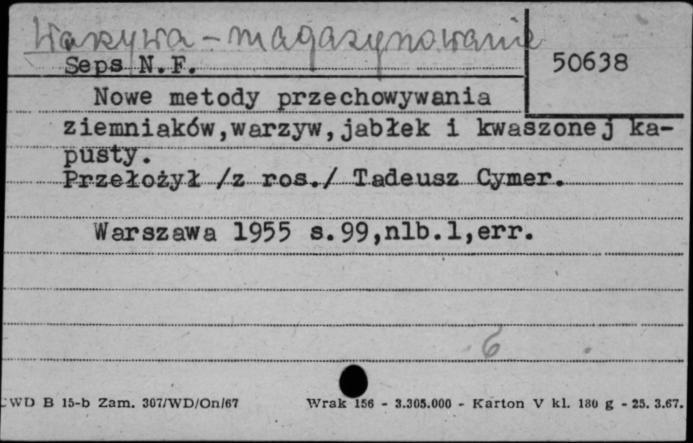 Warzywa - magazynowanie
Seps N.F.
50638
Nowe metody przechowywania
ziemniaków,warzyw,jabłek i kwaszonej ka-
pusty.
Przełożył /z ros./ Tadeusz Cymer.
Warszawa 1955 s.99,nlb.1,err.
6
CWD B 15-b Zam. 307/WD/On/67 Wrak 156 - 3.305.000 - Karton V kl. 180 g - 25. 3.67.